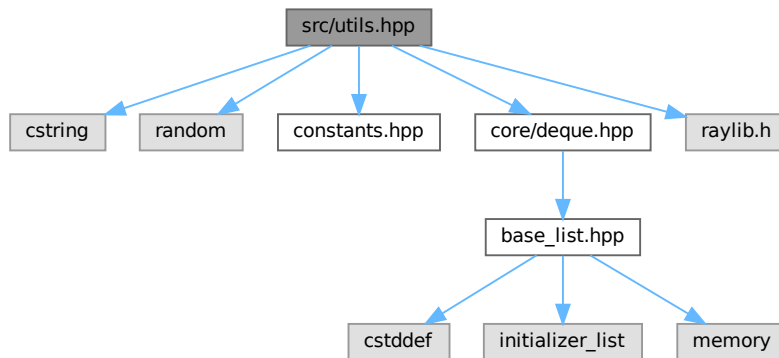 src/utils.hpp
cstring
random
constants.hpp
core/deque.hpp
raylib.h
base_list.hpp
cstddef
initializer_list
memory